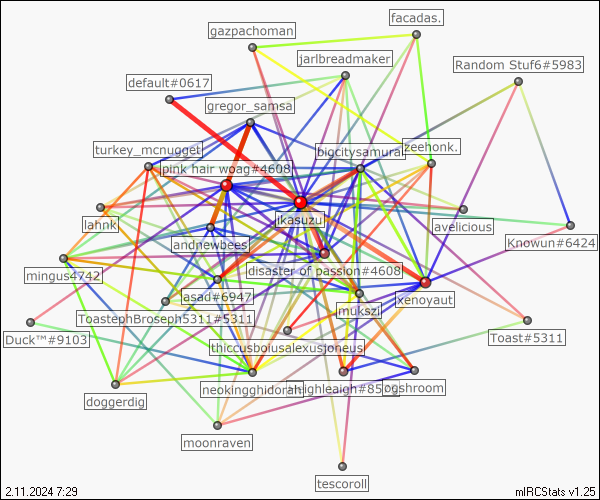 facadas.
gazpachoman
jarlbreadmaker
Random Stuf6#5983
default#0617
gregor_samsa
turkey_mcnugget
bigcitysamurai
zeehonk.
pink hair woag#4608
ikasuzu
lahnk
avelicious
andnewbees
Knowun#6424
mingus4742
disaster of passion#4608
asad#6947
mukszi
xenoyaut
ToastephBroseph5311#5311
Duck™#9103
Toast#5311
thiccusboiusalexusjoneus
neokingghidorah
ogshroom
doggerdig
moonraven
tescoroll
2.11.2024 7:29
mIRCStats v1.25